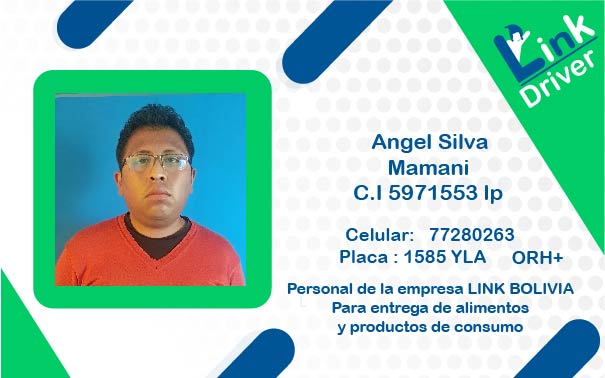 Link
Driver
Angel Silva
Mamani
C.I 5971553 lp
Celular: 77280263
Placa : 1585 YLA ORH+
Personal de la empresa LINK BOLIVIA
Para entrega de alimentos
y productos de consumo